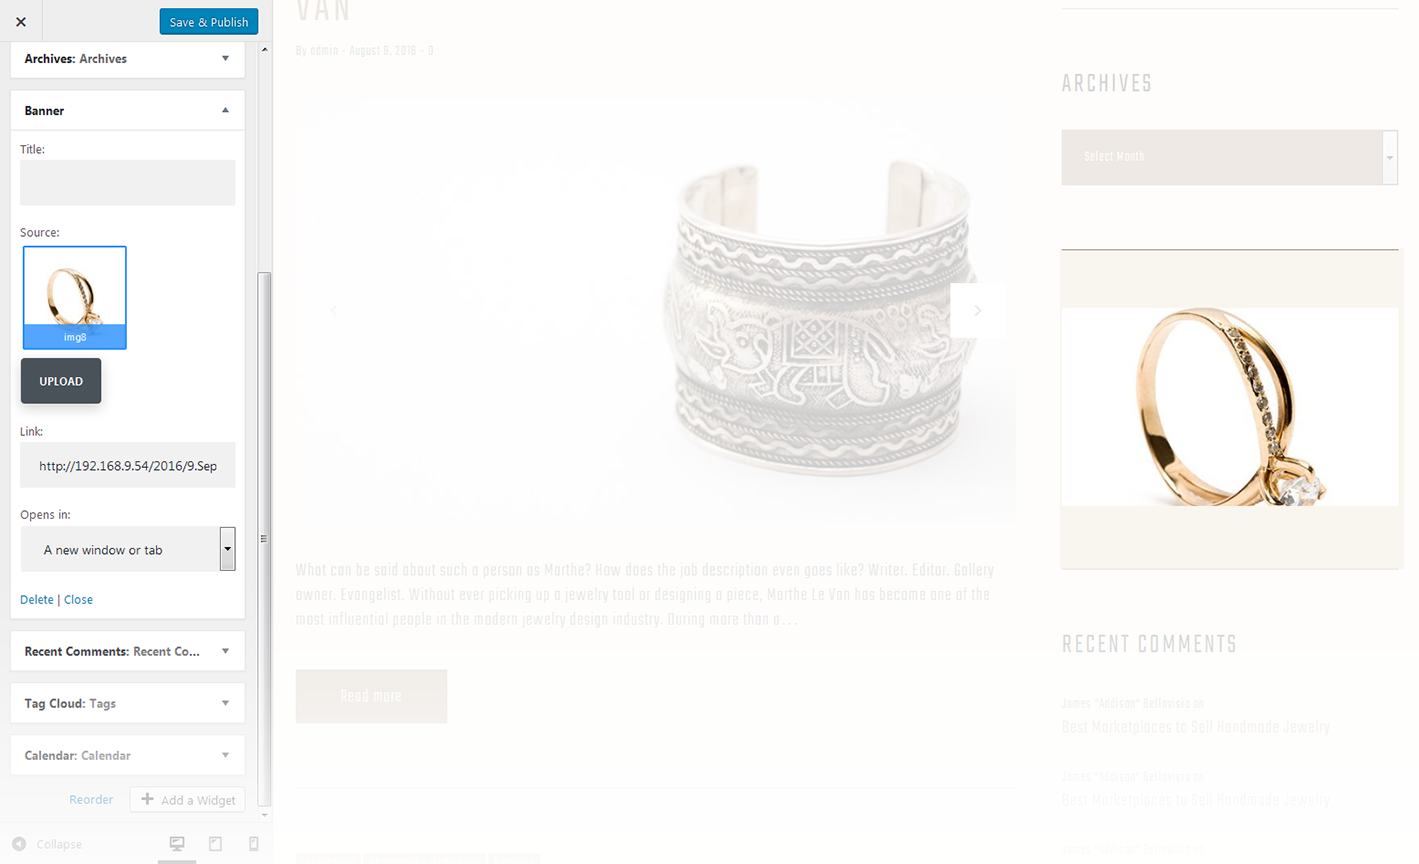 Save & Publish
Archives: Archives
Banner
Title:
Source:
img8
UPLOAD
Link:
http://192.168.9.54/2016/9.Sep
Opens in:
A new window or tab
Delete | Close
Recent Comments: Recent Co...
Tag Cloud: Tags
Calendar: Calendar
Reorder
Add a Widget
Collapse
VAN
By admin - August 9, 2016 - 0
What can be said about such a person as Marthe? How does the job description even goes like? Writer. Editor. Gallery
owner. Evangelist. Without ever picking up a jewelry tool or designing a piece, Marthe Le Van has become one of the
most influential people in the modern jewelry design industry. During more than a...
Read more
ARCHIVES
Select Month
RECENT COMMENTS
James "Addison" Bellavisio on
Best Marketplaces to Sell Handmade Jewelry
James "Addison" Bellavisio on
Best Marketplaces to Sell Handmade Jewelry